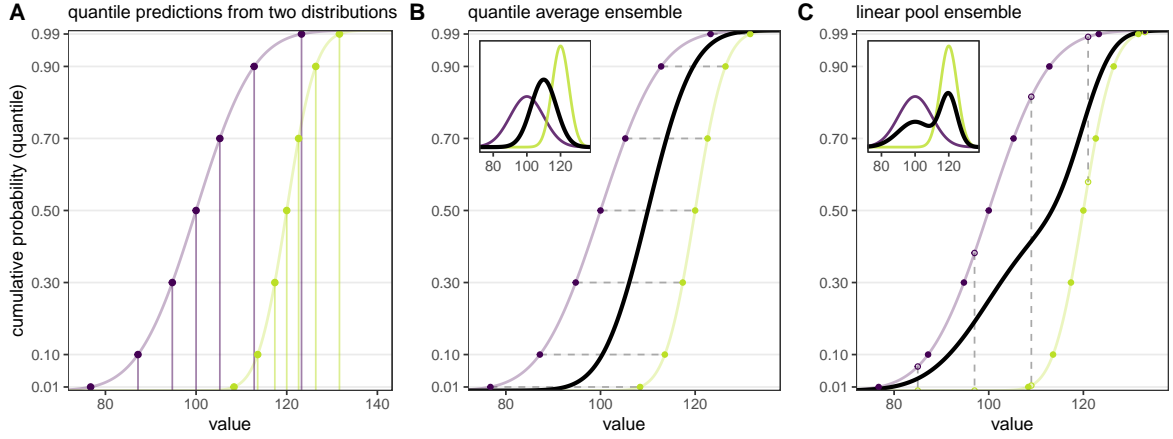 A quantile predictions from two distributions
cumulative probability (quantile)
0.99
0.90
0.70
0.50
0.30
0.10
0.01
80 100 120 140
value
B quantile average ensemble
0.99
0.90
0.70
0.50
0.30
0.10
0.01
80 100 120
80 100 120
value
C linear pool ensemble
0.99
0.90
0.70
0.50
0.30
0.10
0.01
80 100 120
80 100 120
value